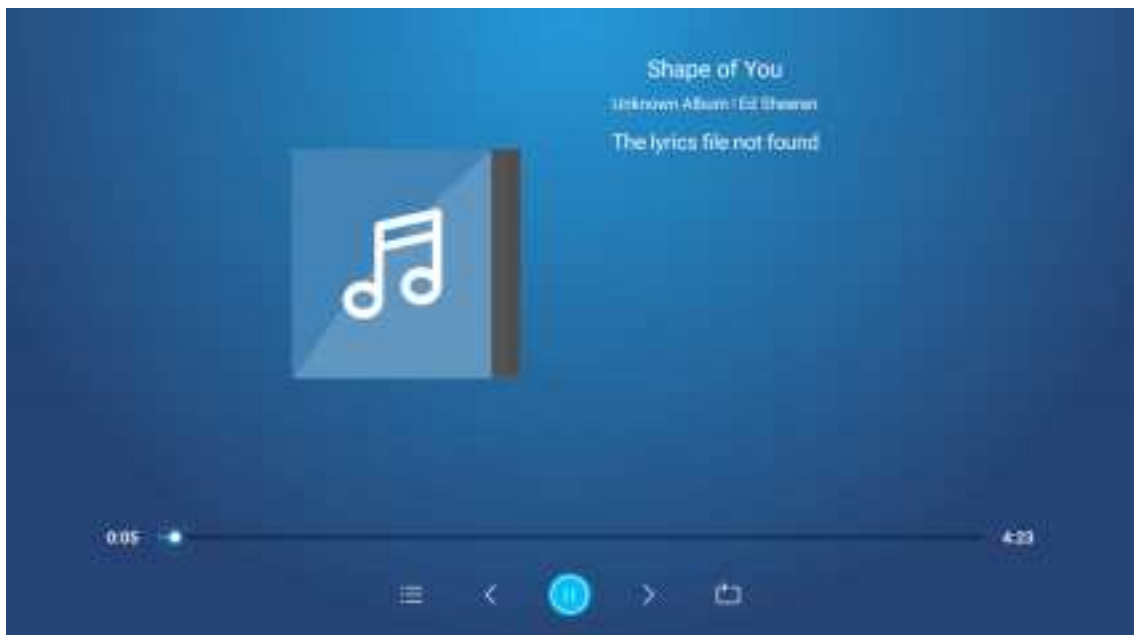 Shape of You
Unknown Album | Ed Sheeran
The lyrics file not found
0:05
4:23